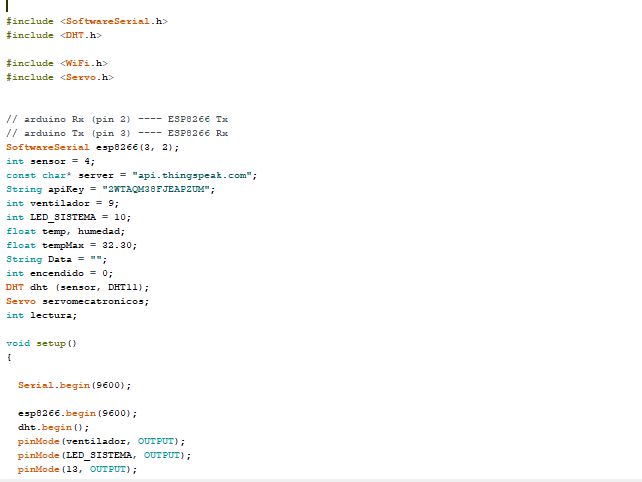 #include <SoftwareSerial.h>
#include <DHT.h>
#include <WiFi.h>
#include <Servo.h>
// arduino Rx (pin 2) ---- ESP8266 Tx
// arduino Tx (pin 3) ---- ESP8266 Rx
SoftwareSerial esp8266(3, 2);
int sensor = 4;
const char* server = "api.thingspeak.com";
String apiKey = "2WTAQM38FJEAPZUM";
int ventilador = 9;
int LED_SISTEMA = 10;
float temp, humedad;
float tempMax = 32.30;
String Data = "";
int encendido = 0;
DHT dht (sensor, DHT11);
Servo servomecatronicos;
int lectura;
void setup()
{
Serial.begin(9600);
esp8266.begin(9600);
dht.begin();
pinMode(ventilador, OUTPUT);
pinMode(LED_SISTEMA, OUTPUT);
pinMode(13, OUTPUT);